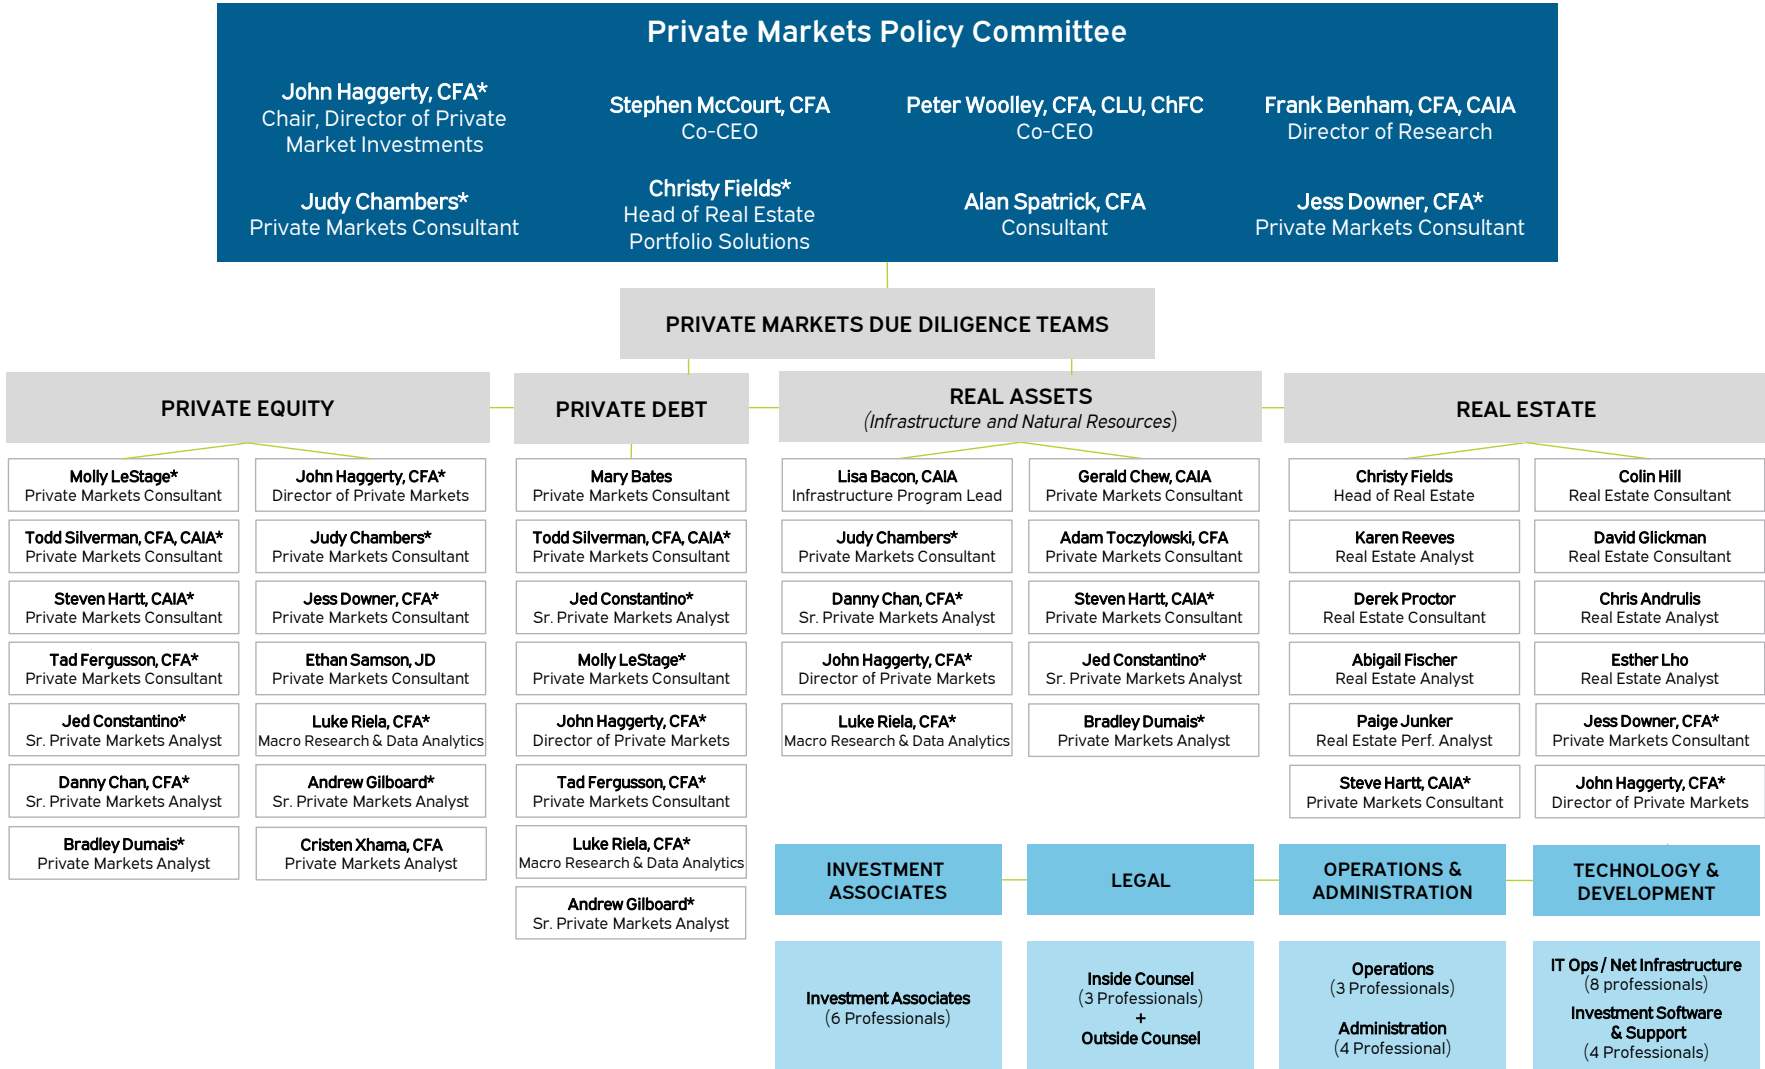 Private Markets Policy Committee
John Haggerty, CFA*
Chair, Director of Private
Market Investments
Stephen McCourt, CFA
Co-CEO
Peter Woolley, CFA, CLU, ChFC
Co-CEO
Frank Benham, CFA, CAIA
Director of Research
Judy Chambers*
Private Markets Consultant
Christy Fields*
Head of Real Estate
Portfolio Solutions
Alan Spatrick, CFA
Consultant
Jess Downer, CFA*
Private Markets Consultant
PRIVATE MARKETS DUE DILIGENCE TEAMS
PRIVATE EQUITY
Molly LeStage*
Private Markets Consultant
Todd Silverman, CFA, CAIA*
Private Markets Consultant
Steven Hartt, CAIA*
Private Markets Consultant
Tad Fergusson, CFA*
Private Markets Consultant
Jed Constantino*
Sr. Private Markets Analyst
Danny Chan, CFA*
Sr. Private Markets Analyst
Bradley Dumais*
Private Markets Analyst
John Haggerty, CFA*
Director of Private Markets
Judy Chambers*
Private Markets Consultant
Jess Downer, CFA*
Private Markets Consultant
Ethan Samson, JD
Private Markets Consultant
Luke Riela, CFA*
Macro Research & Data Analytics
Andrew Gilboard*
Sr. Private Markets Analyst
Cristen Xhama, CFA
Private Markets Analyst
PRIVATE DEBT
Mary Bates
Private Markets Consultant
Todd Silverman, CFA, CAIA*
Private Markets Consultant
Jed Constantino*
Sr. Private Markets Analyst
Molly LeStage*
Private Markets Consultant
John Haggerty, CFA*
Director of Private Markets
Tad Fergusson, CFA*
Private Markets Consultant
Luke Riela, CFA*
Macro Research & Data Analytics
Andrew Gilboard*
Sr. Private Markets Analyst
REAL ASSETS
(Infrastructure and Natural Resources)
Lisa Bacon, CAIA
Infrastructure Program Lead
Judy Chambers*
Private Markets Consultant
Danny Chan, CFA*
Sr. Private Markets Analyst
John Haggerty, CFA*
Director of Private Markets
Luke Riela, CFA*
Macro Research & Data Analytics
Gerald Chew, CAIA
Private Markets Consultant
Adam Toczylowski, CFA
Private Markets Consultant
Steven Hartt, CAIA*
Private Markets Consultant
Jed Constantino*
Sr. Private Markets Analyst
Bradley Dumais*
Private Markets Analyst
REAL ESTATE
Christy Fields
Head of Real Estate
Karen Reeves
Real Estate Analyst
Derek Proctor
Real Estate Consultant
Abigail Fischer
Real Estate Analyst
Paige Junker
Real Estate Perf. Analyst
Steve Hartt, CAIA*
Private Markets Consultant
Colin Hill
Real Estate Consultant
David Glickman
Real Estate Consultant
Chris Andrulis
Real Estate Analyst
Esther Lho
Real Estate Analyst
Jess Downer, CFA*
Private Markets Consultant
John Haggerty, CFA*
Director of Private Markets
INVESTMENT
ASSOCIATES
Investment Associates
(6 Professionals)
LEGAL
Inside Counsel
(3 Professionals)
+
Outside Counsel
OPERATIONS &
ADMINISTRATION
Operations
(3 Professionals)
Administration
(4 Professional)
TECHNOLOGY &
DEVELOPMENT
IT Ops / Net Infrastructure
(8 professionals)
Investment Software
& Support
(4 Professionals)